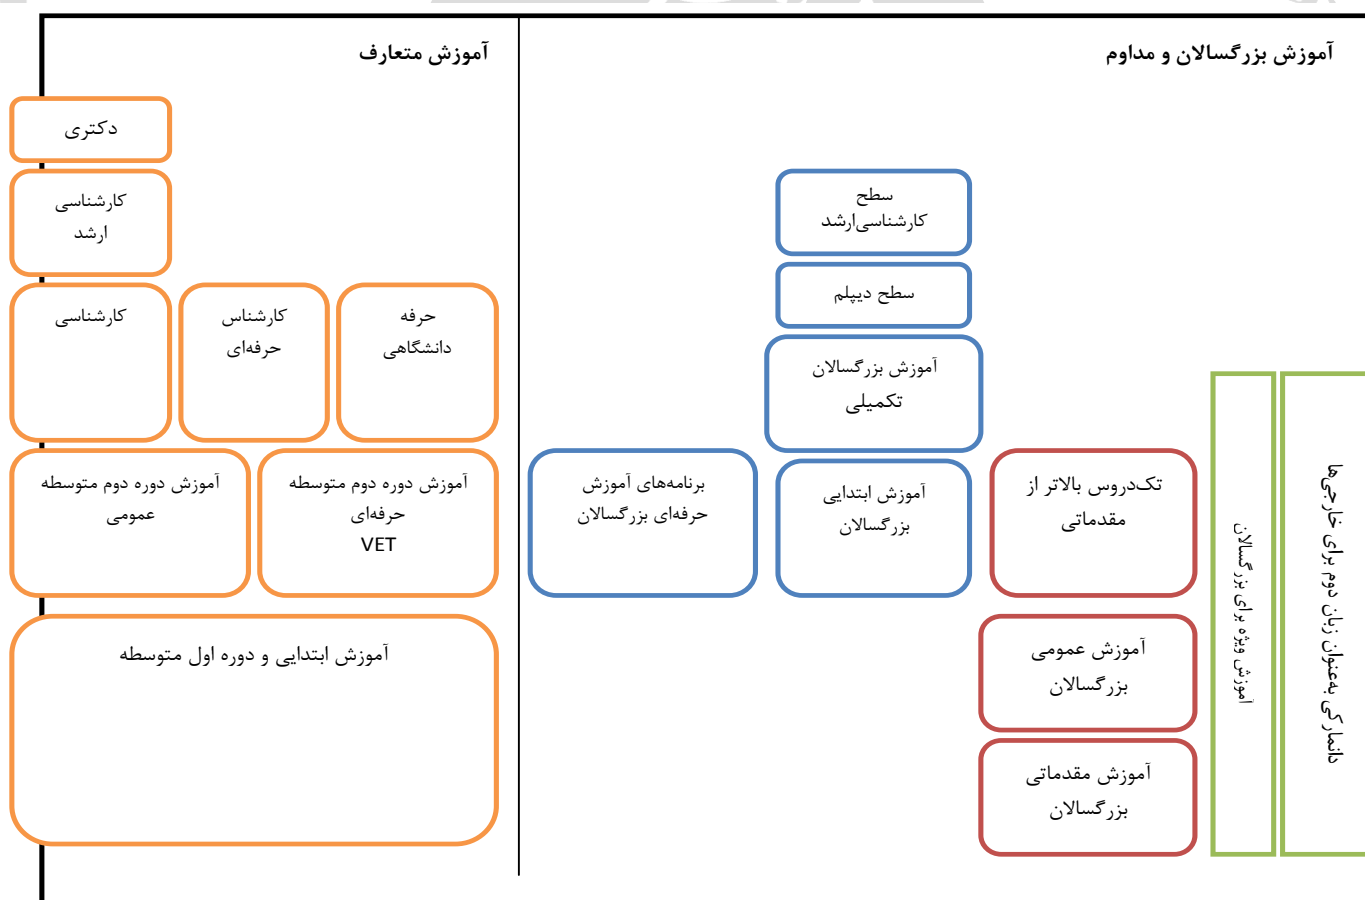 آموزش بزرگسالان و مداوم
سطح
کارشناسی‌ارشد
سطح دیپلم
آموزش بزرگسالان
تکمیلی
برنامه‌های آموزش
حرفه‌ای بزرگسالان
آموزش ابتدایی
بزرگسالان
تک‌دروس بالاتر از
مقدماتی
آموزش عمومی
بزرگسالان
آموزش مقدماتی
بزرگسالان
آموزش ویژه برای بزرگسالان
دانمارکی به‌عنوان زبان دوم برای خارجی‌ها
آموزش متعارف
دکتری
کارشناسی
ارشد
کارشناسی
کارشناس
حرفه‌ای
حرفه
دانشگاهی
آموزش دوره دوم متوسطه
عمومی
آموزش دوره دوم متوسطه
حرفه‌ای
VET
آموزش ابتدایی و دوره اول متوسطه